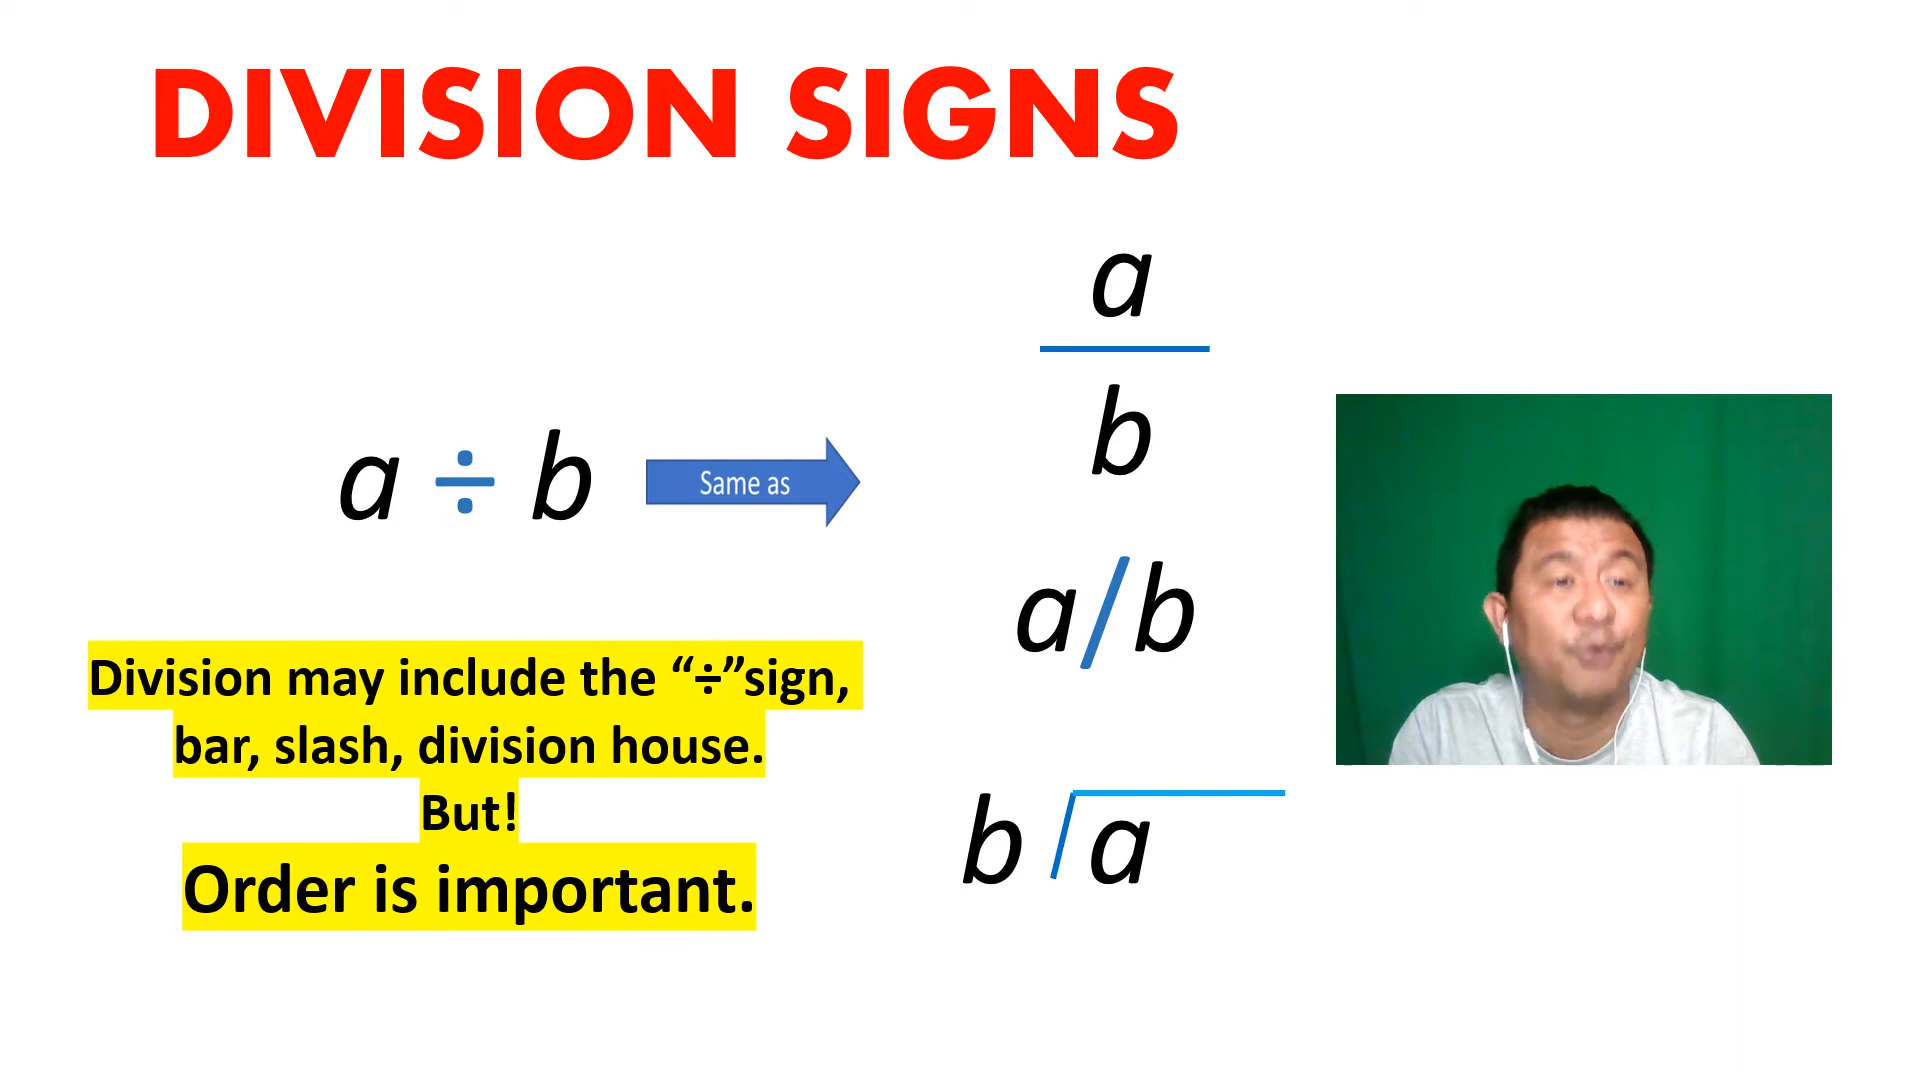 DIVISION SIGNS
a
b
a ÷ b
Same as
a/b
Division may include the “÷”sign,
bar, slash, division house.
But!
Order is important.
b a